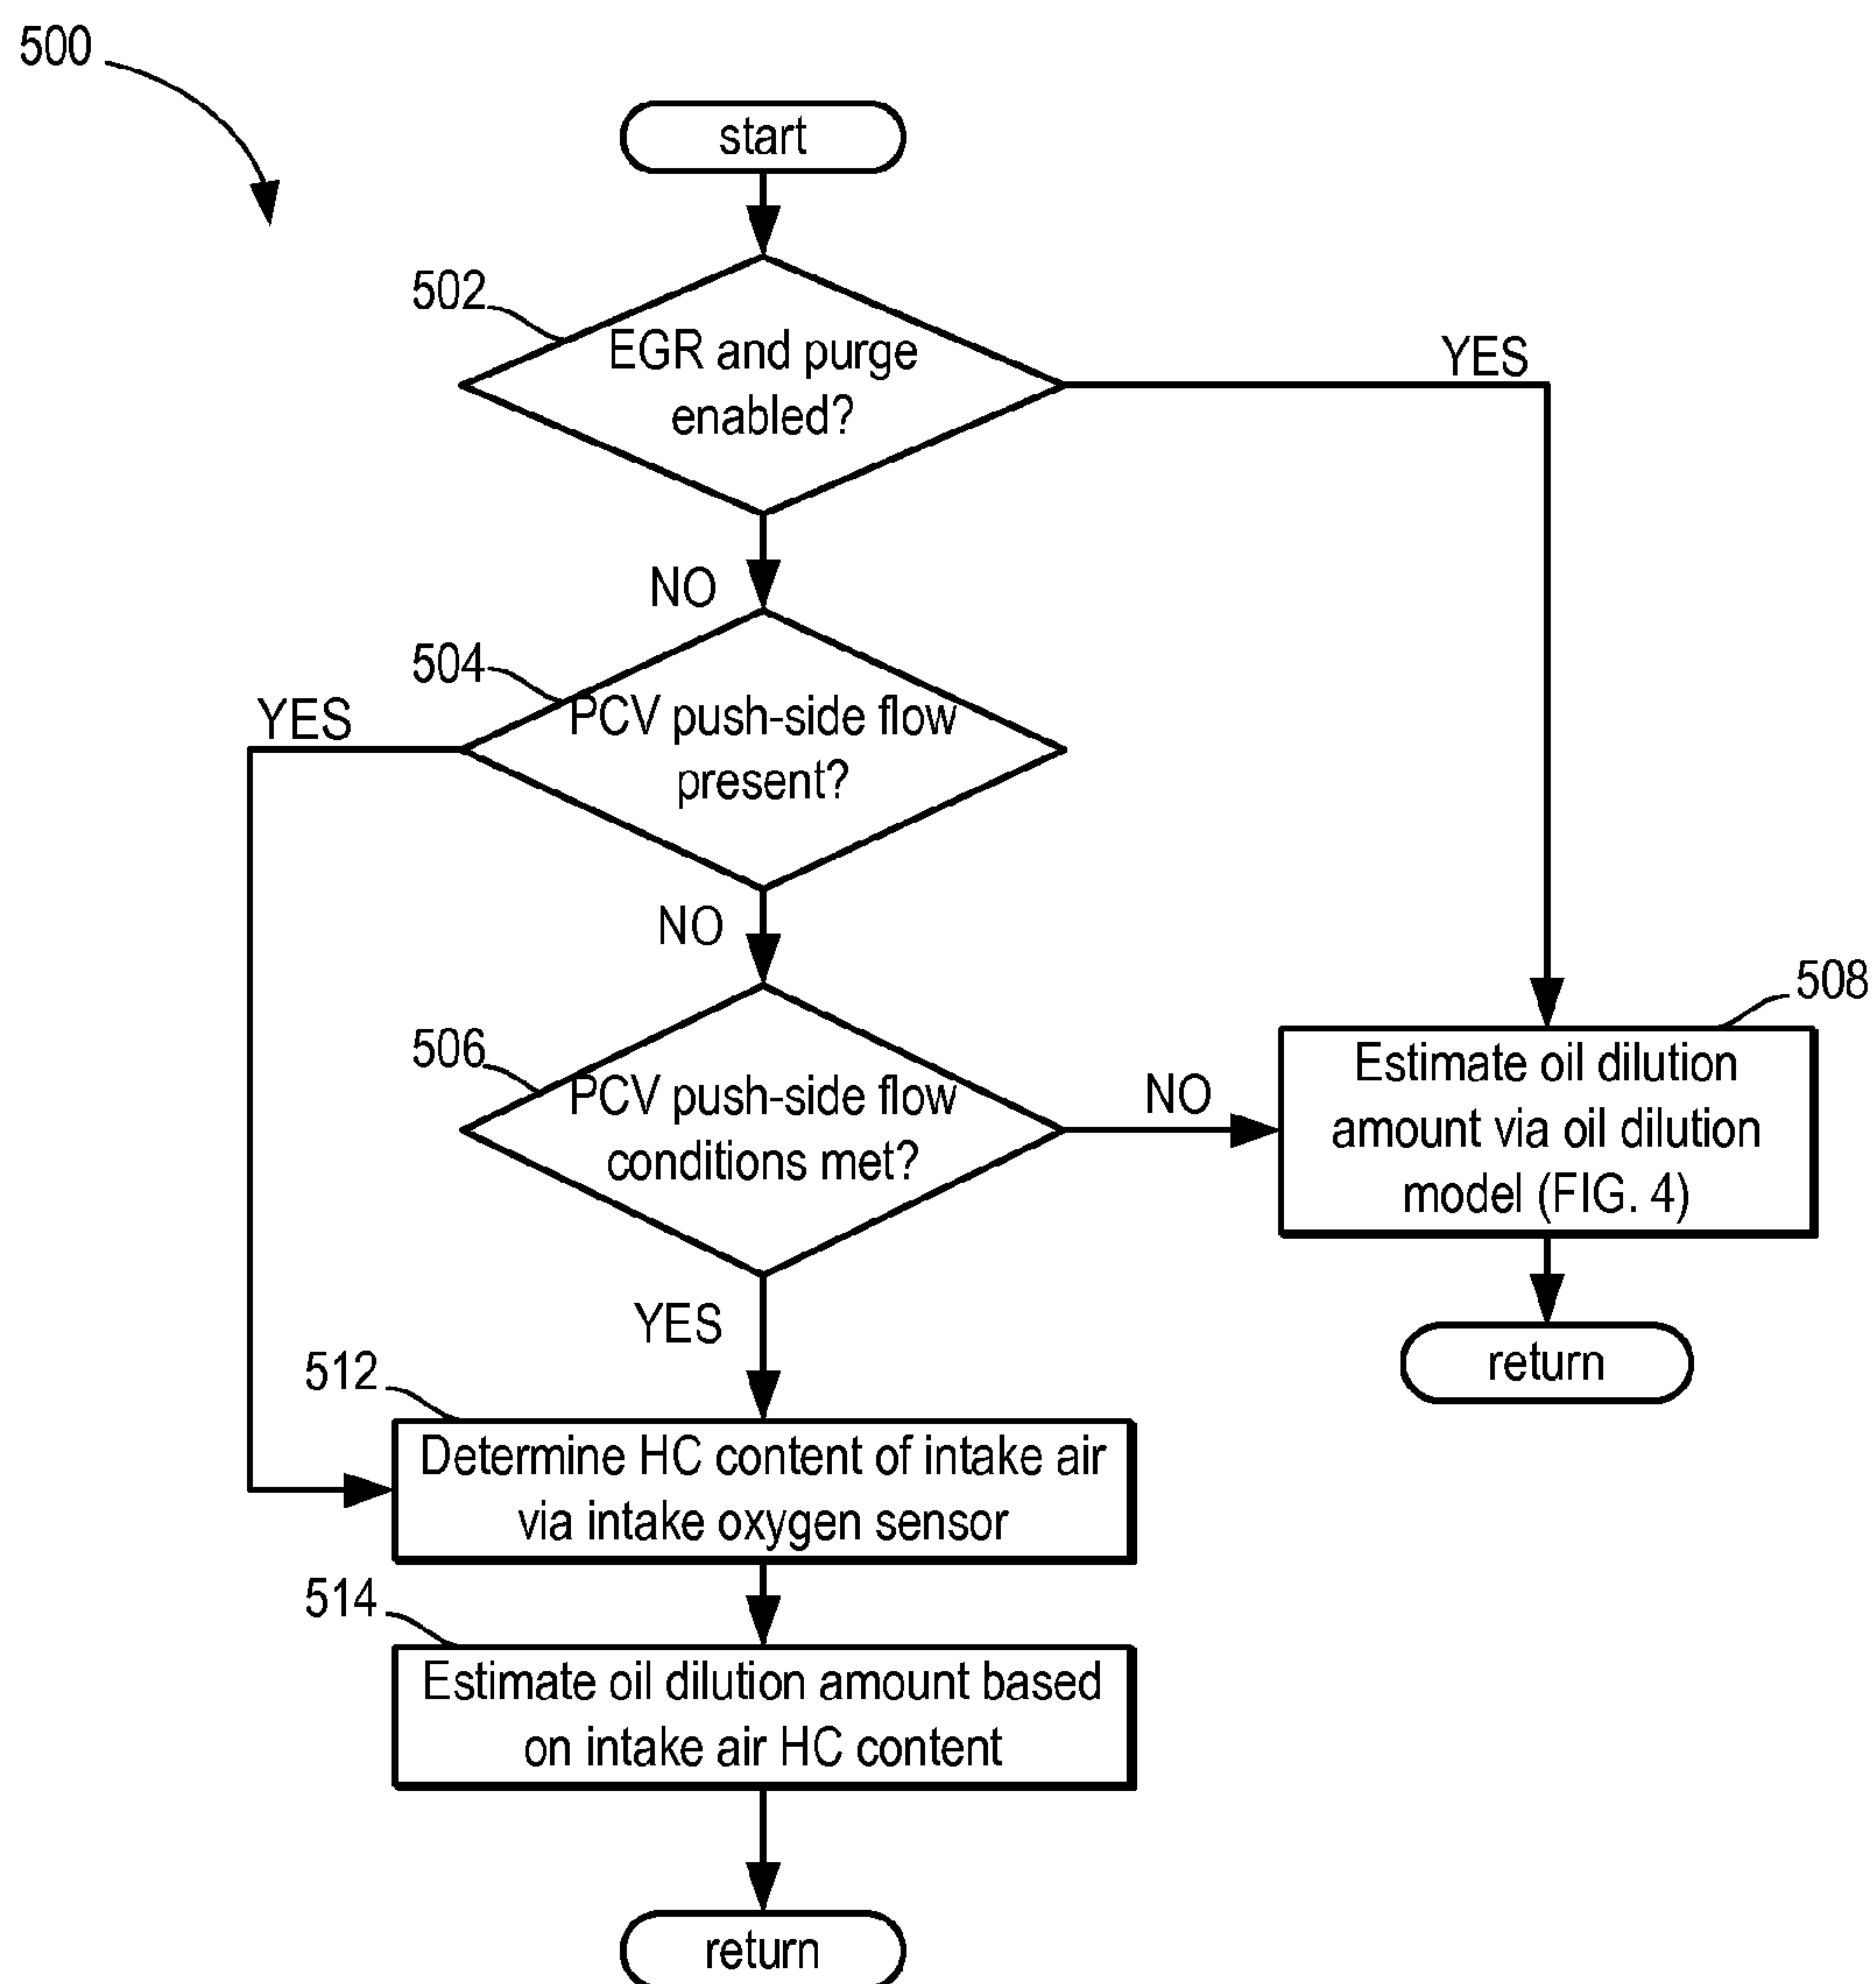 500
start
502
EGR and purge
enabled?
YES
NO
504
PCV push-side flow
present?
YES
NO
506
PCV push-side flow
conditions met?
NO
508
Estimate oil dilution
amount via oil dilution
model (FIG. 4)
return
YES
512
Determine HC content of intake air
via intake oxygen sensor
514
Estimate oil dilution amount based
on intake air HC content
return